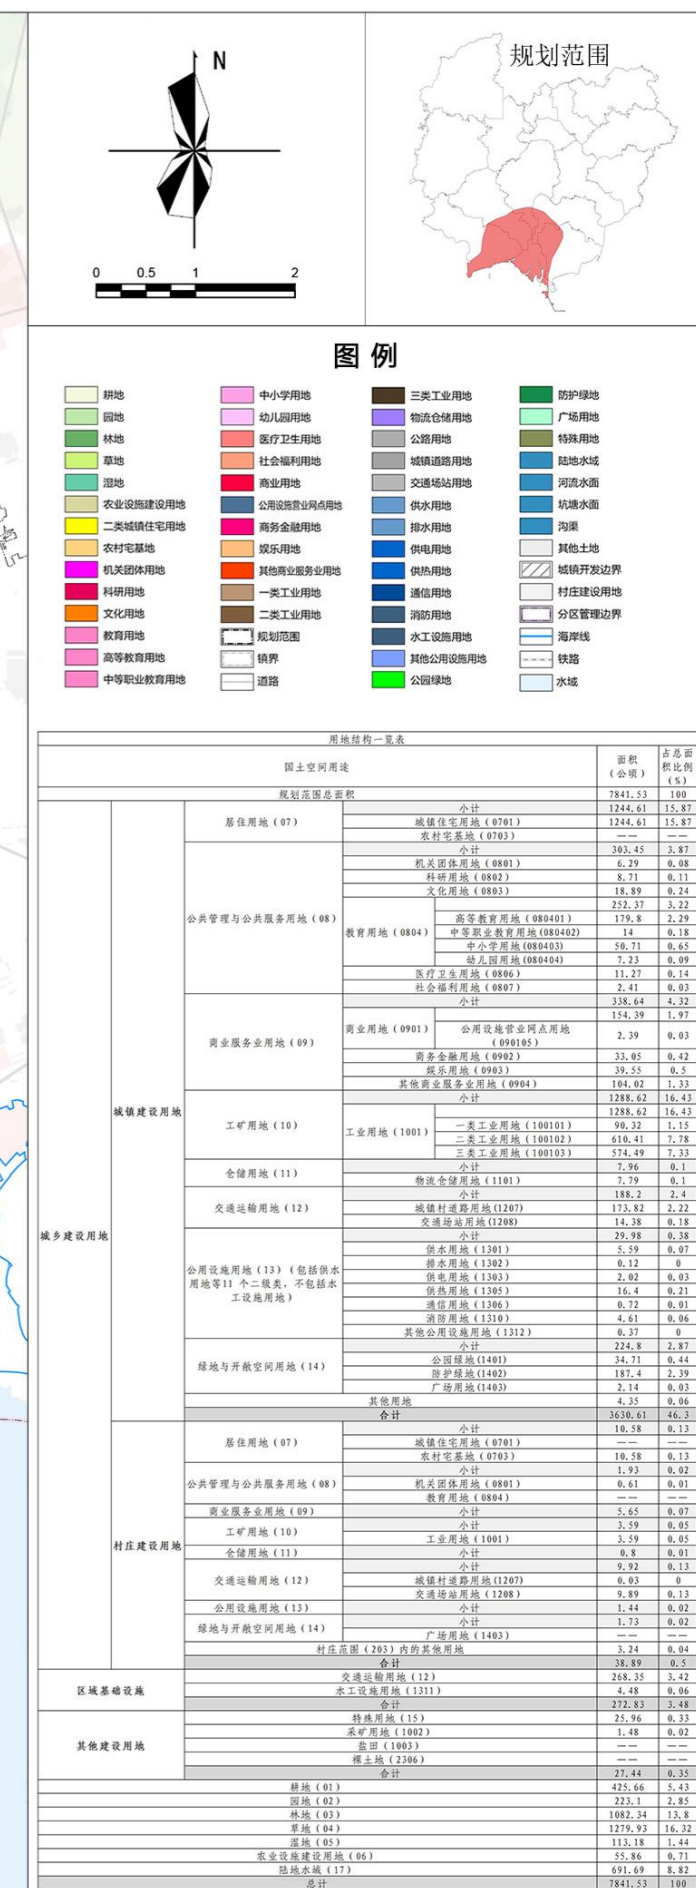 N
规划范围
0 0.5 1 2
图 例
耕地 中小学用地 三类工业用地 防护绿地
园地 幼儿园用地 物流仓储用地 广场用地
林地 医疗卫生用地 公路用地 特殊用地
草地 社会福利用地 城镇道路用地 陆地水域
湿地 商业用地 交通场站用地 河流水面
农业设施建设用地 公用设施营业网点用地 供水用地 坑塘水面
二类城镇住宅用地 商务金融用地 排水用地 沟渠
农村宅基地 娱乐用地 供电用地 其他土地
机关团体用地 其他商业服务业用地 供热用地 城镇开发边界
科研用地 一类工业用地 通信用地 村庄建设用地
文化用地 二类工业用地 消防用地 分区管理边界
教育用地 规划范围 水工设施用地 海岸线
高等教育用地 镇界 其他公用设施用地 铁路
中等职业教育用地 道路 公园绿地 水域
用地结构一览表
国土空间用途 面积（公顷） 占总面积比例（%）
规划范围总面积 7841.53 100
城乡建设用地 城镇建设用地 居住用地（07） 小计 1244.61 15.87
城镇住宅用地（0701） 1244.61 15.87
农村宅基地（0703） —— ——
公共管理与公共服务用地（08） 小计 303.45 3.87
机关团体用地（0801） 6.29 0.08
科研用地（0802） 8.71 0.11
文化用地（0803） 18.89 0.24
教育用地（0804） 252.37 3.22
高等教育用地（080401） 179.8 2.29
中等职业教育用地(080402) 14 0.18
中小学用地(080403) 50.71 0.65
幼儿园用地(080404) 7.23 0.09
医疗卫生用地（0806） 11.27 0.14
社会福利用地（0807） 2.41 0.03
商业服务业用地（09） 小计 338.64 4.32
商业用地（0901） 154.39 1.97
公用设施营业网点用地（090105） 2.39 0.03
商务金融用地（0902） 33.05 0.42
娱乐用地（0903） 39.55 0.5
其他商业服务业用地（0904） 104.02 1.33
工矿用地（10） 小计 1288.62 16.43
工业用地（1001） 1288.62 16.43
一类工业用地（100101） 90.32 1.15
二类工业用地（100102） 610.41 7.78
三类工业用地（100103） 574.49 7.33
仓储用地（11） 小计 7.96 0.1
物流仓储用地（1101） 7.79 0.1
交通运输用地（12） 小计 188.2 2.4
城镇村道路用地(1207) 173.82 2.22
交通场站用地(1208) 14.38 0.18
公用设施用地（13）（包括供水用地等11 个二级类，不包括水工设施用地） 小计 29.98 0.38
供水用地（1301） 5.59 0.07
排水用地（1302） 0.12 0
供电用地（1303） 2.02 0.03
供热用地（1305） 16.4 0.21
通信用地（1306） 0.72 0.01
消防用地（1310） 4.61 0.06
其他公用设施用地（1312） 0.37 0
绿地与开敞空间用地（14） 小计 224.8 2.87
公园绿地(1401) 34.71 0.44
防护绿地(1402) 187.4 2.39
广场用地(1403) 2.14 0.03
其他用地 4.35 0.06
合计 3630.61 46.3
村庄建设用地 居住用地（07） 小计 10.58 0.13
城镇住宅用地（0701） —— ——
农村宅基地（0703） 10.58 0.13
公共管理与公共服务用地（08） 小计 1.93 0.02
机关团体用地（0801） 0.61 0.01
教育用地（0804） —— ——
商业服务业用地（09） 小计 5.65 0.07
工矿用地（10） 小计 3.59 0.05
工业用地（1001） 3.59 0.05
仓储用地（11） 小计 0.8 0.01
交通运输用地（12） 小计 9.92 0.13
城镇村道路用地(1207) 0.03 0
交通场站用地（1208） 9.89 0.13
公用设施用地（13） 小计 1.44 0.02
绿地与开敞空间用地（14） 小计 1.73 0.02
广场用地（1403） —— ——
村庄范围（203）内的其他用地 3.24 0.04
合计 38.89 0.5
区域基础设施 交通运输用地（12） 268.35 3.42
水工设施用地（1311） 4.48 0.06
合计 272.83 3.48
其他建设用地 特殊用地（15） 25.96 0.33
采矿用地（1002） 1.48 0.02
盐田（1003） —— ——
裸土地（2306） —— ——
合计 27.44 0.35
耕地（01） 425.66 5.43
园地（02） 223.1 2.85
林地（03） 1082.34 13.8
草地（04） 1279.93 16.32
湿地（05） 113.18 1.44
农业设施建设用地（06） 55.86 0.71
陆地水域（17） 691.69 8.82
总计 7841.53 100